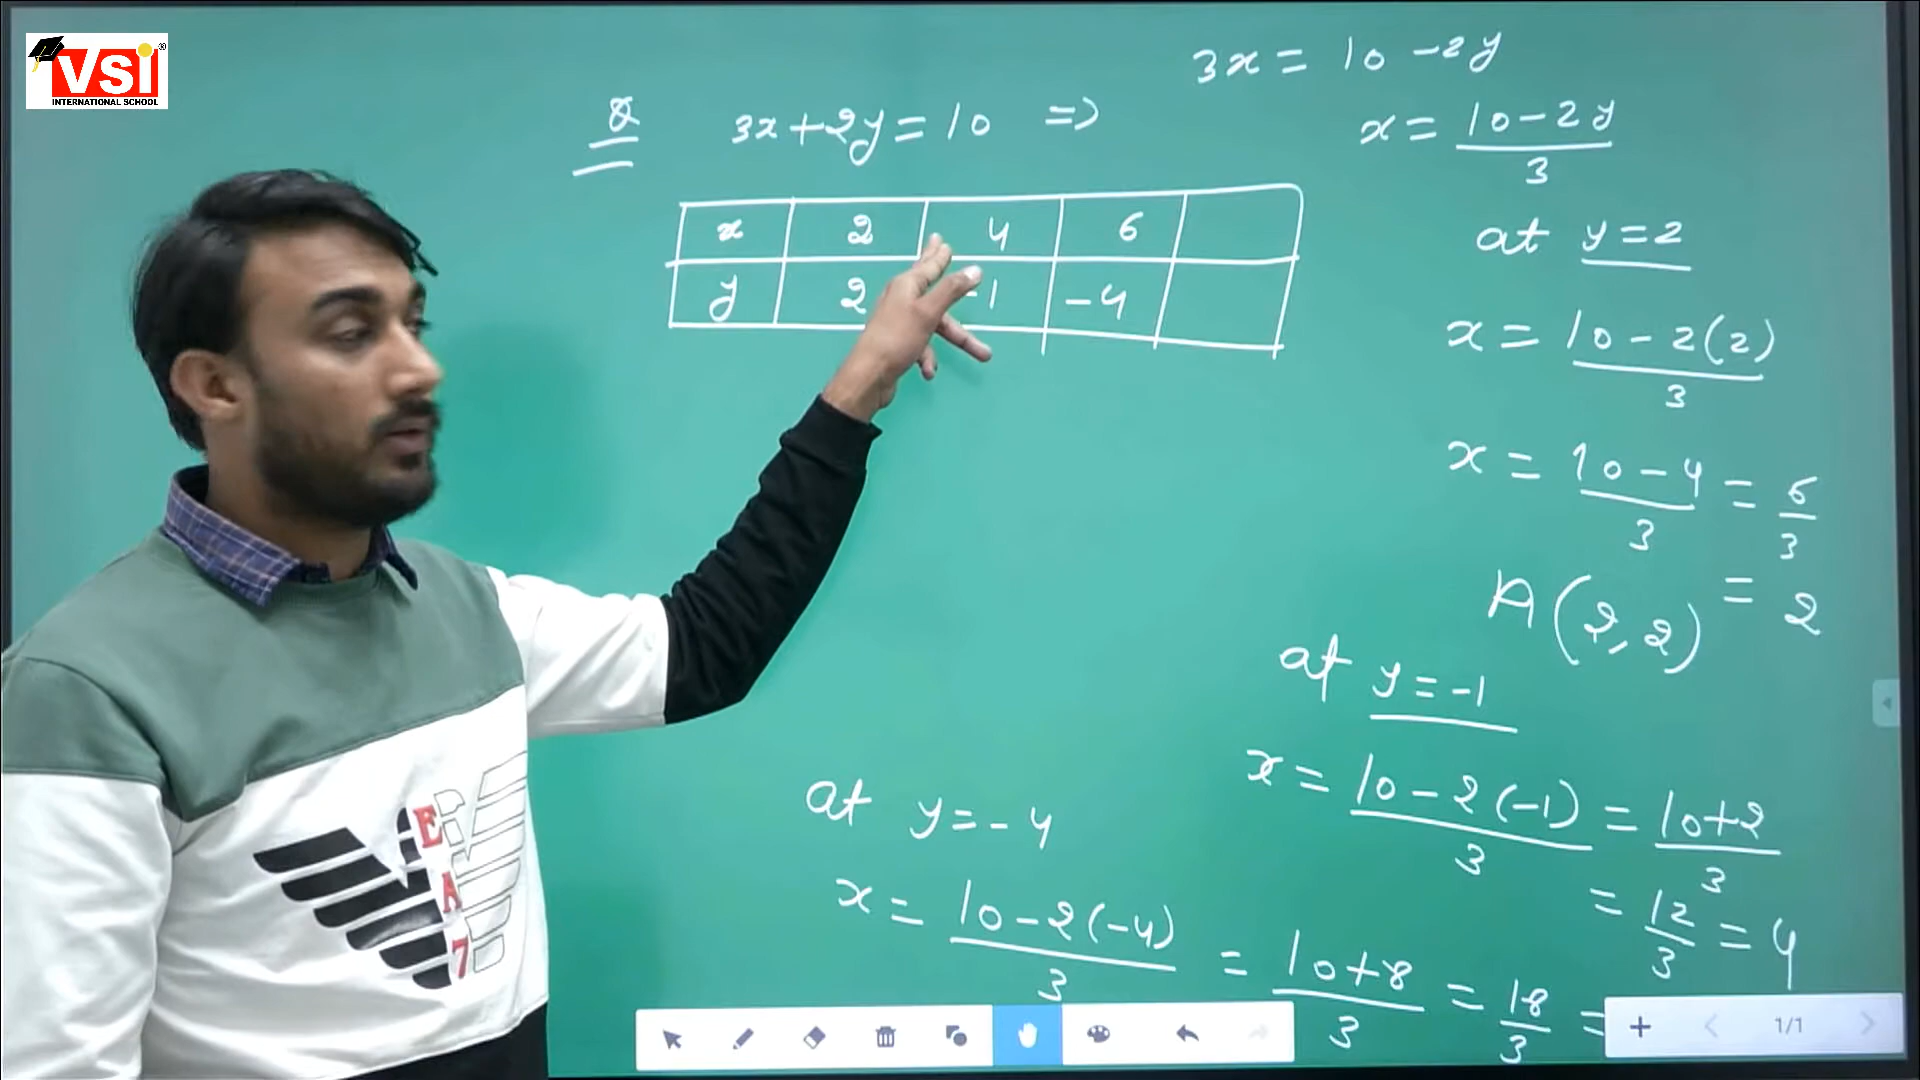 VSI
INTERNATIONAL SCHOOL
Q 3x+2y=10 =>
3x = 10-2y
x = 10-2y
3
x 2 4 6
y 2 -1 -4
at y=2
x = 10-2(2)
3
x = 10-4 = 6
3 3
= 2
A(2,2)
at y=-1
x = 10-2(-1) = 10+2
3 3
= 12 = 4
3
at y=-4
x = 10-2(-4) = 10+8 = 18 =
3 3 3
E
A
7
1/1